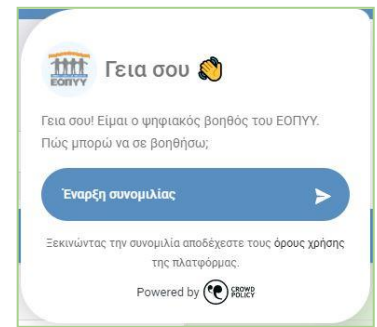 ΕΟΠΥΥ
Γεια σου 👋
Γεια σου! Είμαι ο ψηφιακός βοηθός του ΕΟΠΥΥ.
Πώς μπορώ να σε βοηθήσω;
Έναρξη συνομιλίας
Ξεκινώντας την συνομιλία αποδέχεστε τους όρους χρήσης
της πλατφόρμας.
Powered by CROWD
POLICY